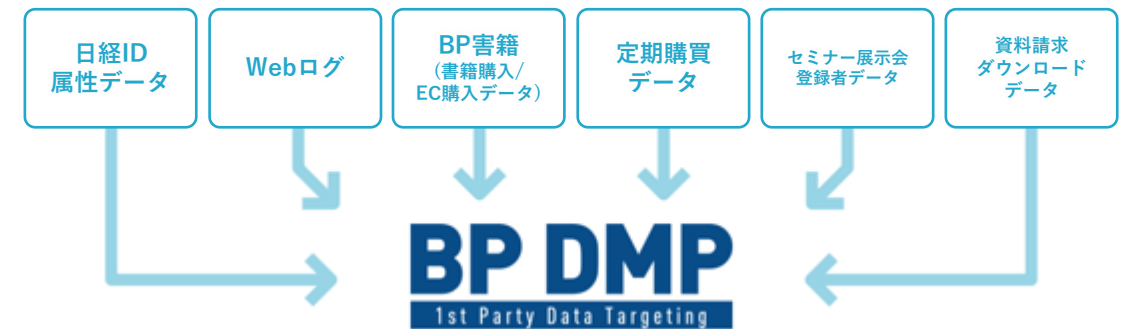 日経ID
属性データ
Webログ
BP書籍
(書籍購入/
EC購入データ)
定期購買
データ
セミナー展示会
登録者データ
資料請求
ダウンロード
データ
BP DMP
1st Party Data Targeting